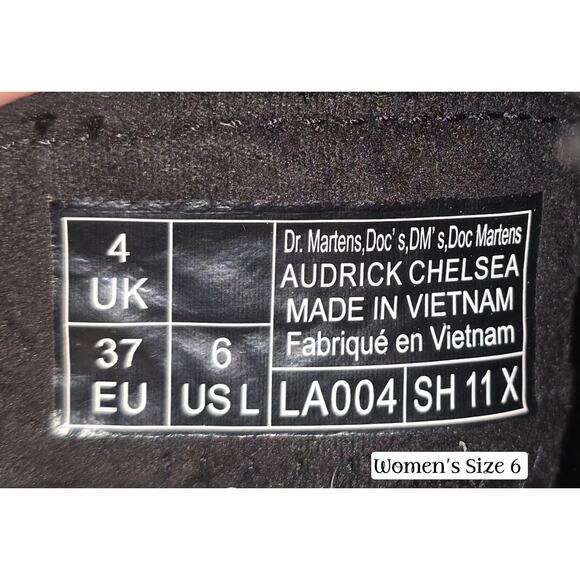 4
UK
37
EU
6
US L
Dr. Martens,Doc's,DM's,Doc Martens
AUDRICK CHELSEA
MADE IN VIETNAM
Fabriqué en Vietnam
LA004
SH 11 X
Women's Size 6